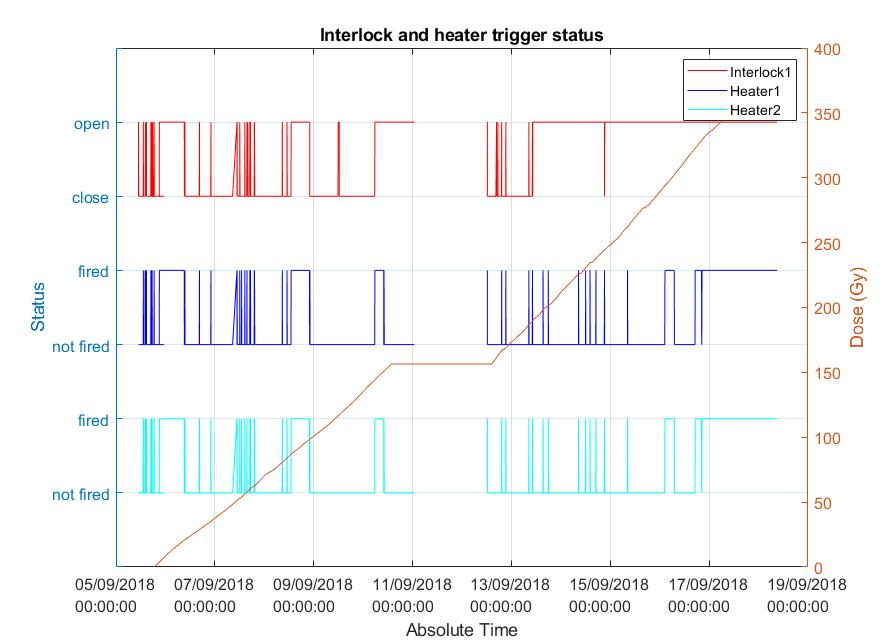 Interlock and heater trigger status
Interlock1
Heater1
Heater2
open
close
fired
not fired
fired
not fired
Status
400
350
300
250
200
150
100
50
0
Dose (Gy)
05/09/2018 07/09/2018 09/09/2018 11/09/2018 13/09/2018 15/09/2018 17/09/2018 19/09/2018
00:00:00 00:00:00 00:00:00 00:00:00 00:00:00 00:00:00 00:00:00 00:00:00
Absolute Time